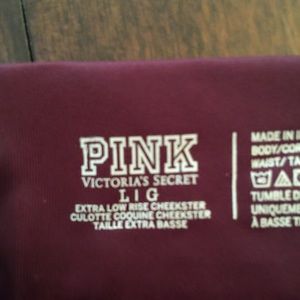 PINK
VICTORIA'S SECRET
L | G
EXTRA LOW RISE CHEEKSTER
CULOTTE COQUINE CHEEKSTER
TAILLE EXTRA BASSE
MADE IN
BODY/COR
WAIST/TA
TUMBLE D
UNIQUEME
À BASSE T